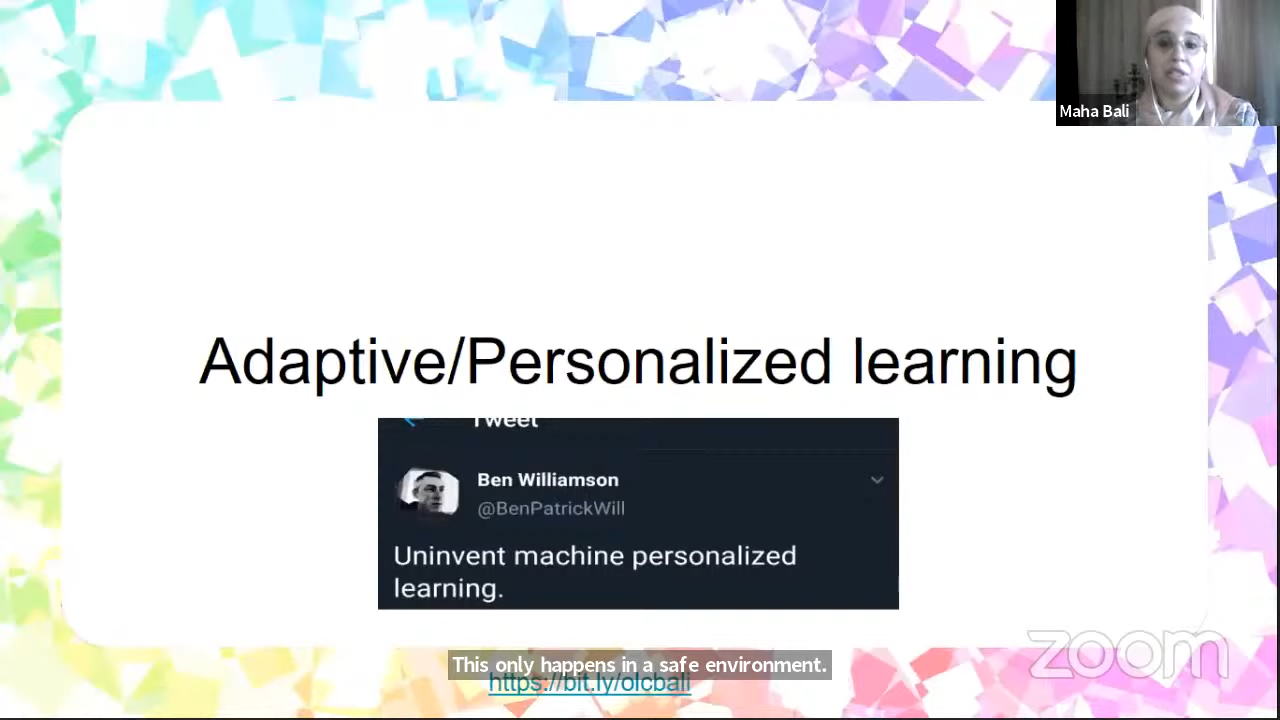 Maha Bali
Adaptive/Personalized learning
Tweet
Ben Williamson
@BenPatrickWill
Uninvent machine personalized
learning.
zoom
This only happens in a safe environment.
https://bit.ly/olcbali